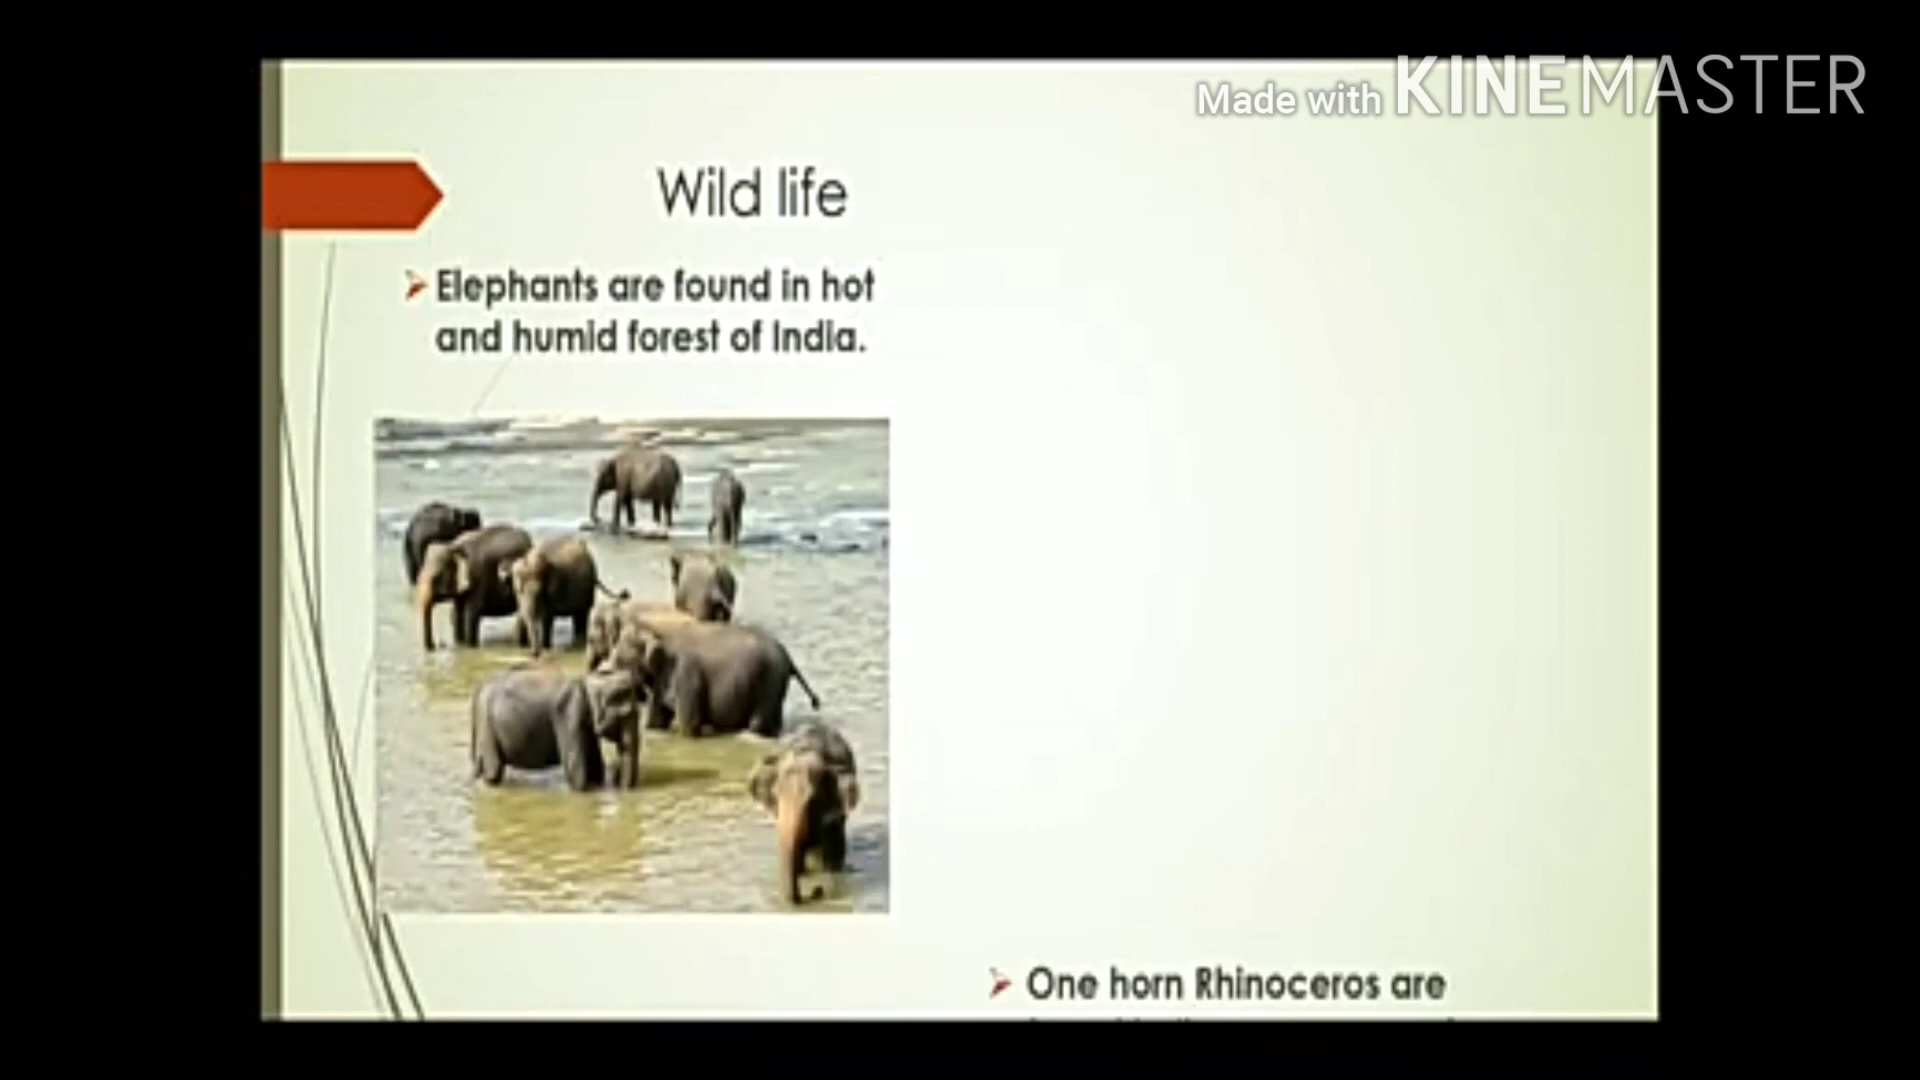 Made with KINEMASTER
Wild life
Elephants are found in hot
and humid forest of India.
One horn Rhinoceros are